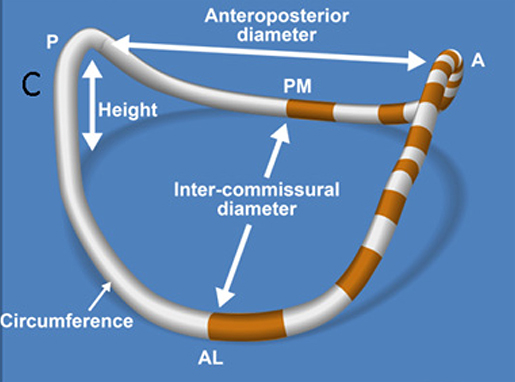 Anteroposterior
diameter
P
A
C
PM
Height
Inter-commissural
diameter
Circumference
AL